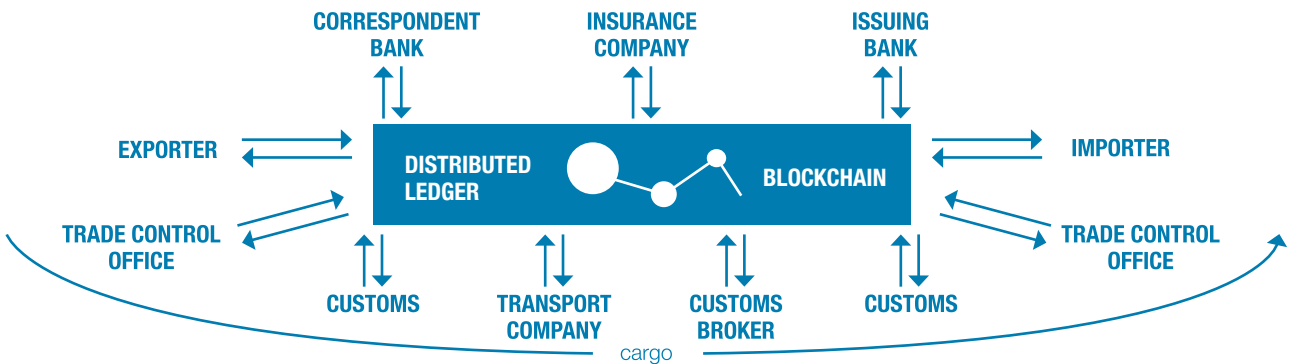 CORRESPONDENT
BANK
INSURANCE
COMPANY
ISSUING
BANK
EXPORTER
DISTRIBUTED
LEDGER
BLOCKCHAIN
IMPORTER
TRADE CONTROL
OFFICE
TRADE CONTROL
OFFICE
CUSTOMS
TRANSPORT
COMPANY
CUSTOMS
BROKER
CUSTOMS
cargo